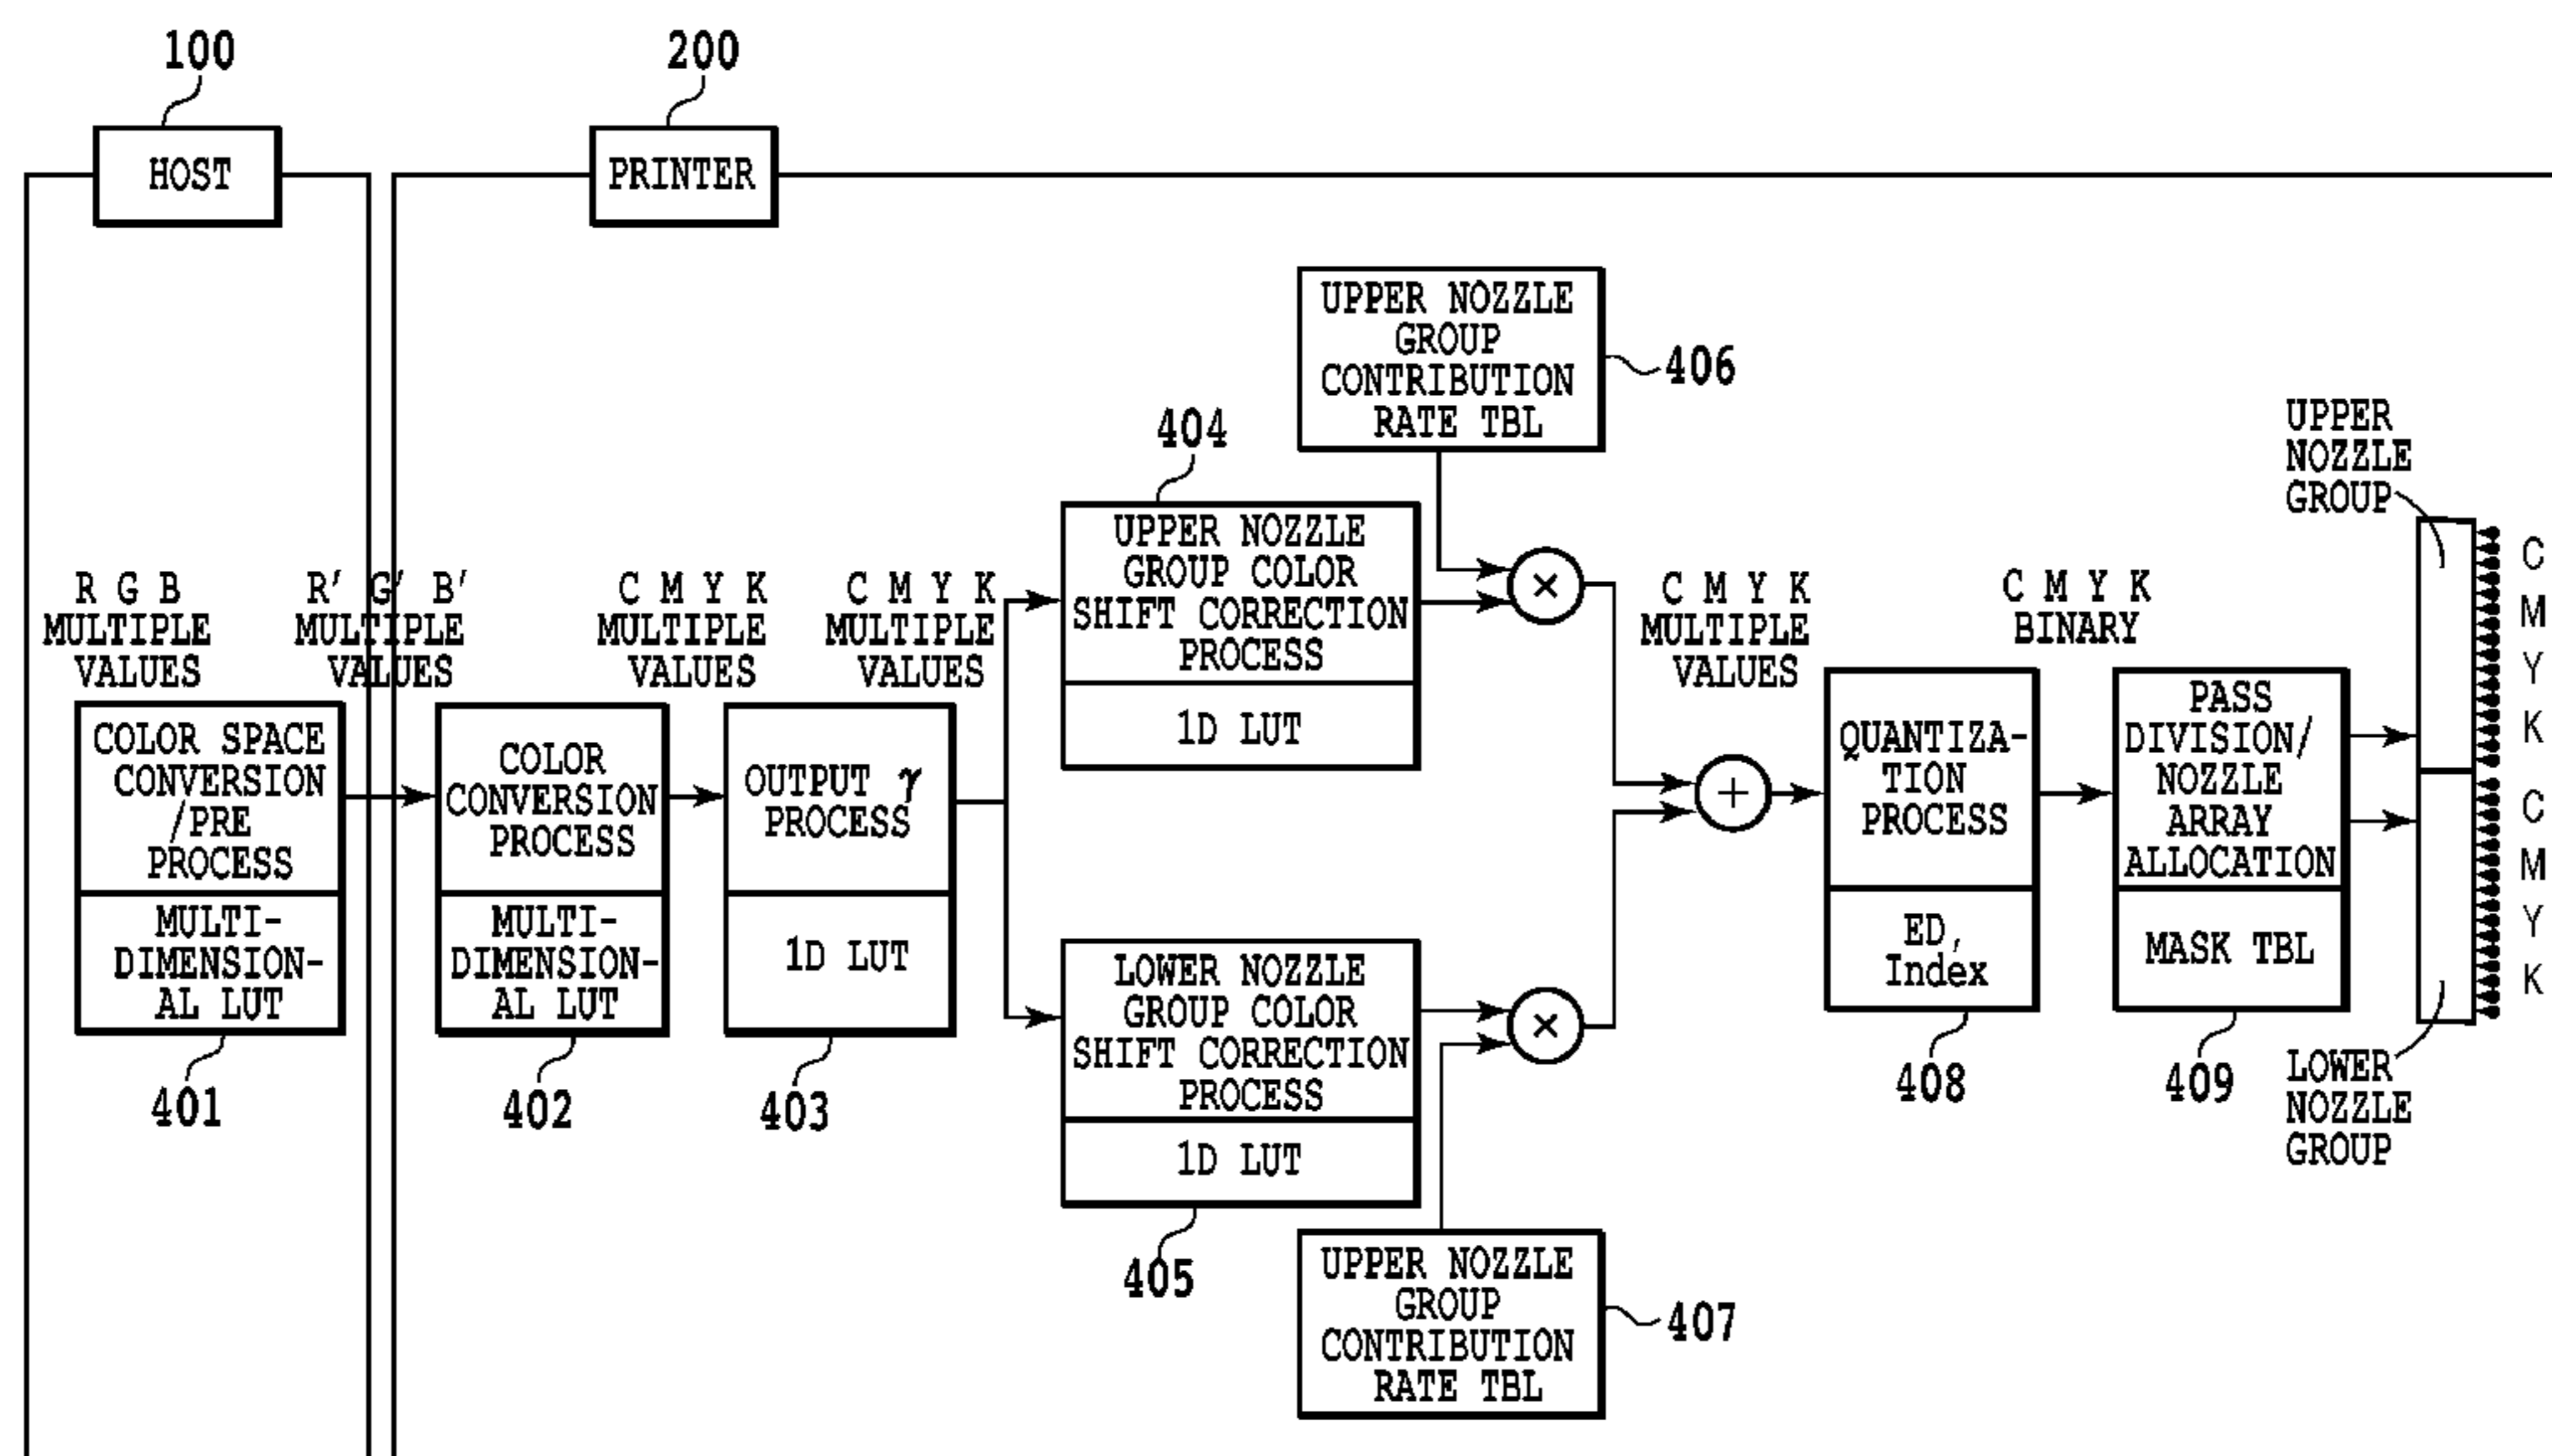 100
200
HOST
PRINTER
UPPER NOZZLE
GROUP
CONTRIBUTION
RATE TBL
406
404
UPPER NOZZLE
GROUP COLOR
SHIFT CORRECTION
PROCESS
1D LUT
×
R G B
MULTIPLE
VALUES
R' G' B'
MULTIPLE
VALUES
C M Y K
MULTIPLE
VALUES
C M Y K
MULTIPLE
VALUES
COLOR SPACE
CONVERSION
/PRE
PROCESS
MULTI-
DIMENSION-
AL LUT
401
COLOR
CONVERSION
PROCESS
MULTI-
DIMENSION-
AL LUT
402
OUTPUT γ
PROCESS
1D LUT
403
LOWER NOZZLE
GROUP COLOR
SHIFT CORRECTION
PROCESS
1D LUT
405
×
UPPER NOZZLE
GROUP
CONTRIBUTION
RATE TBL
407
+
C M Y K
MULTIPLE
VALUES
QUANTIZA-
TION
PROCESS
ED,
Index
408
C M Y K
BINARY
PASS
DIVISION/
NOZZLE
ARRAY
ALLOCATION
MASK TBL
409
UPPER
NOZZLE
GROUP
C
M
Y
K
C
M
Y
K
LOWER
NOZZLE
GROUP